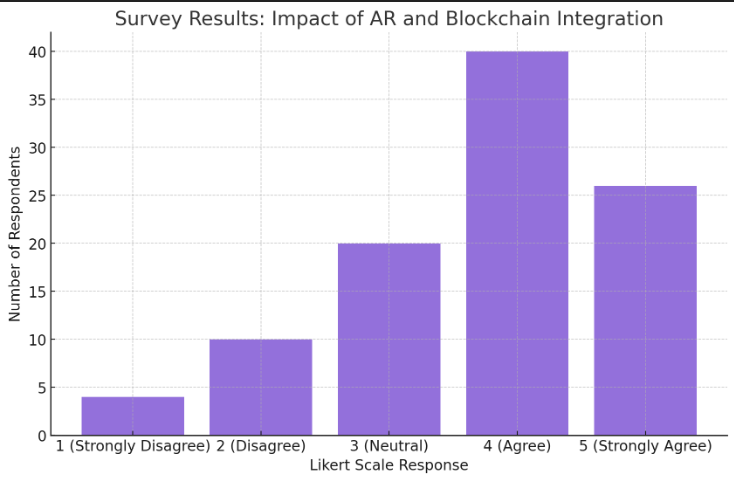 Survey Results: Impact of AR and Blockchain Integration
Number of Respondents
40
35
30
25
20
15
10
5
0
1 (Strongly Disagree) 2 (Disagree) 3 (Neutral) 4 (Agree) 5 (Strongly Agree)
Likert Scale Response